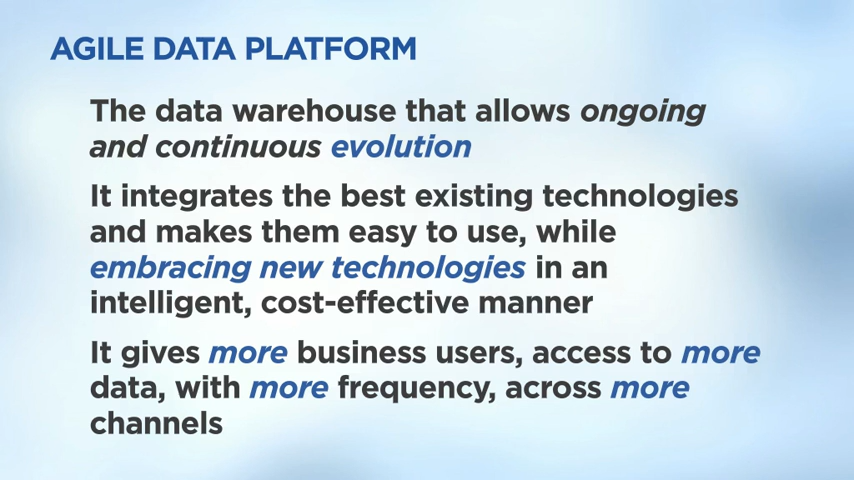 AGILE DATA PLATFORM
The data warehouse that allows ongoing
and continuous evolution
It integrates the best existing technologies
and makes them easy to use, while
embracing new technologies in an
intelligent, cost-effective manner
It gives more business users, access to more
data, with more frequency, across more
channels